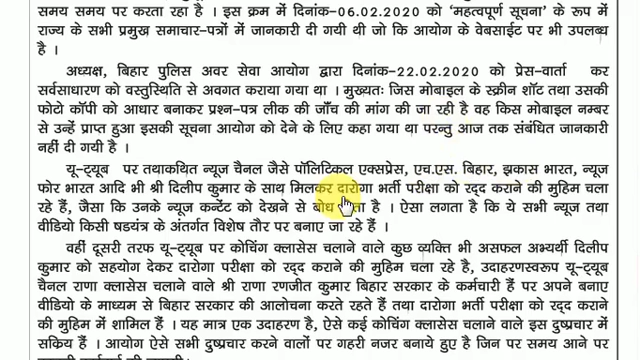 समय समय पर करता रहा है । इस क्रम में दिनांक-06.02.2020 को 'महत्वपूर्ण सूचना' के रूप में
राज्य के सभी प्रमुख समाचार-पत्रों में जानकारी दी गयी थी जो कि आयोग के वेबसाईट पर भी उपलब्ध
है ।
अध्यक्ष, बिहार पुलिस अवर सेवा आयोग द्वारा दिनांक-22.02.2020 को प्रेस-वार्ता कर
सर्वसाधारण को वस्तुस्थिति से अवगत कराया गया था । मुख्यतः जिस मोबाइल के स्क्रीन शॉट तथा उसकी
फोटो कॉपी को आधार बनाकर प्रश्न-पत्र लीक की जाँच की मांग की जा रही है वह किस मोबाइल नम्बर
से उन्हें प्राप्त हुआ इसकी सूचना आयोग को देने के लिए कहा गया था परन्तु आज तक संबंधित जानकारी
नहीं दी गयी है ।
यू-ट्यूब पर तथाकथित न्यूज चैनल जैसे पॉलिटिकल एक्सप्रेस, एच.एस. बिहार, झकास भारत, न्यूज
फोर भारत आदि भी श्री दिलीप कुमार के साथ मिलकर दारोगा भर्ती परीक्षा को रद्द कराने की मुहिम चला
रहे हैं, जैसा कि उनके न्यूज कन्टेंट को देखने से बोध होता है । ऐसा लगता है कि ये सभी न्यूज तथा
वीडियो किसी षडयंत्र के अंतर्गत विशेष तौर पर बनाए जा रहे हैं ।
वहीं दूसरी तरफ यू-ट्यूब पर कोचिंग क्लासेस चलाने वाले कुछ व्यक्ति भी असफल अभ्यर्थी दिलीप
कुमार को सहयोग देकर दारोगा परीक्षा को रद्द कराने की मुहिम चला रहे है, उदाहरणस्वरूप यू-ट्यूब
चैनल राणा क्लासेस चलाने वाले श्री राणा रणजीत कुमार बिहार सरकार के कर्मचारी हैं पर अपने बनाए
वीडियो के माध्यम से बिहार सरकार की आलोचना करते रहते हैं तथा दारोगा भर्ती परीक्षा को रद्द कराने
की मुहिम में शामिल हैं । यह मात्र एक उदाहरण है, ऐसे कई कोचिंग क्लासेस चलाने वाले इस दुष्प्रचार में
सक्रिय हैं । आयोग ऐसे सभी दुष्प्रचार करने वालों पर गहरी नजर बनाये हुए है जिन पर समय आने पर